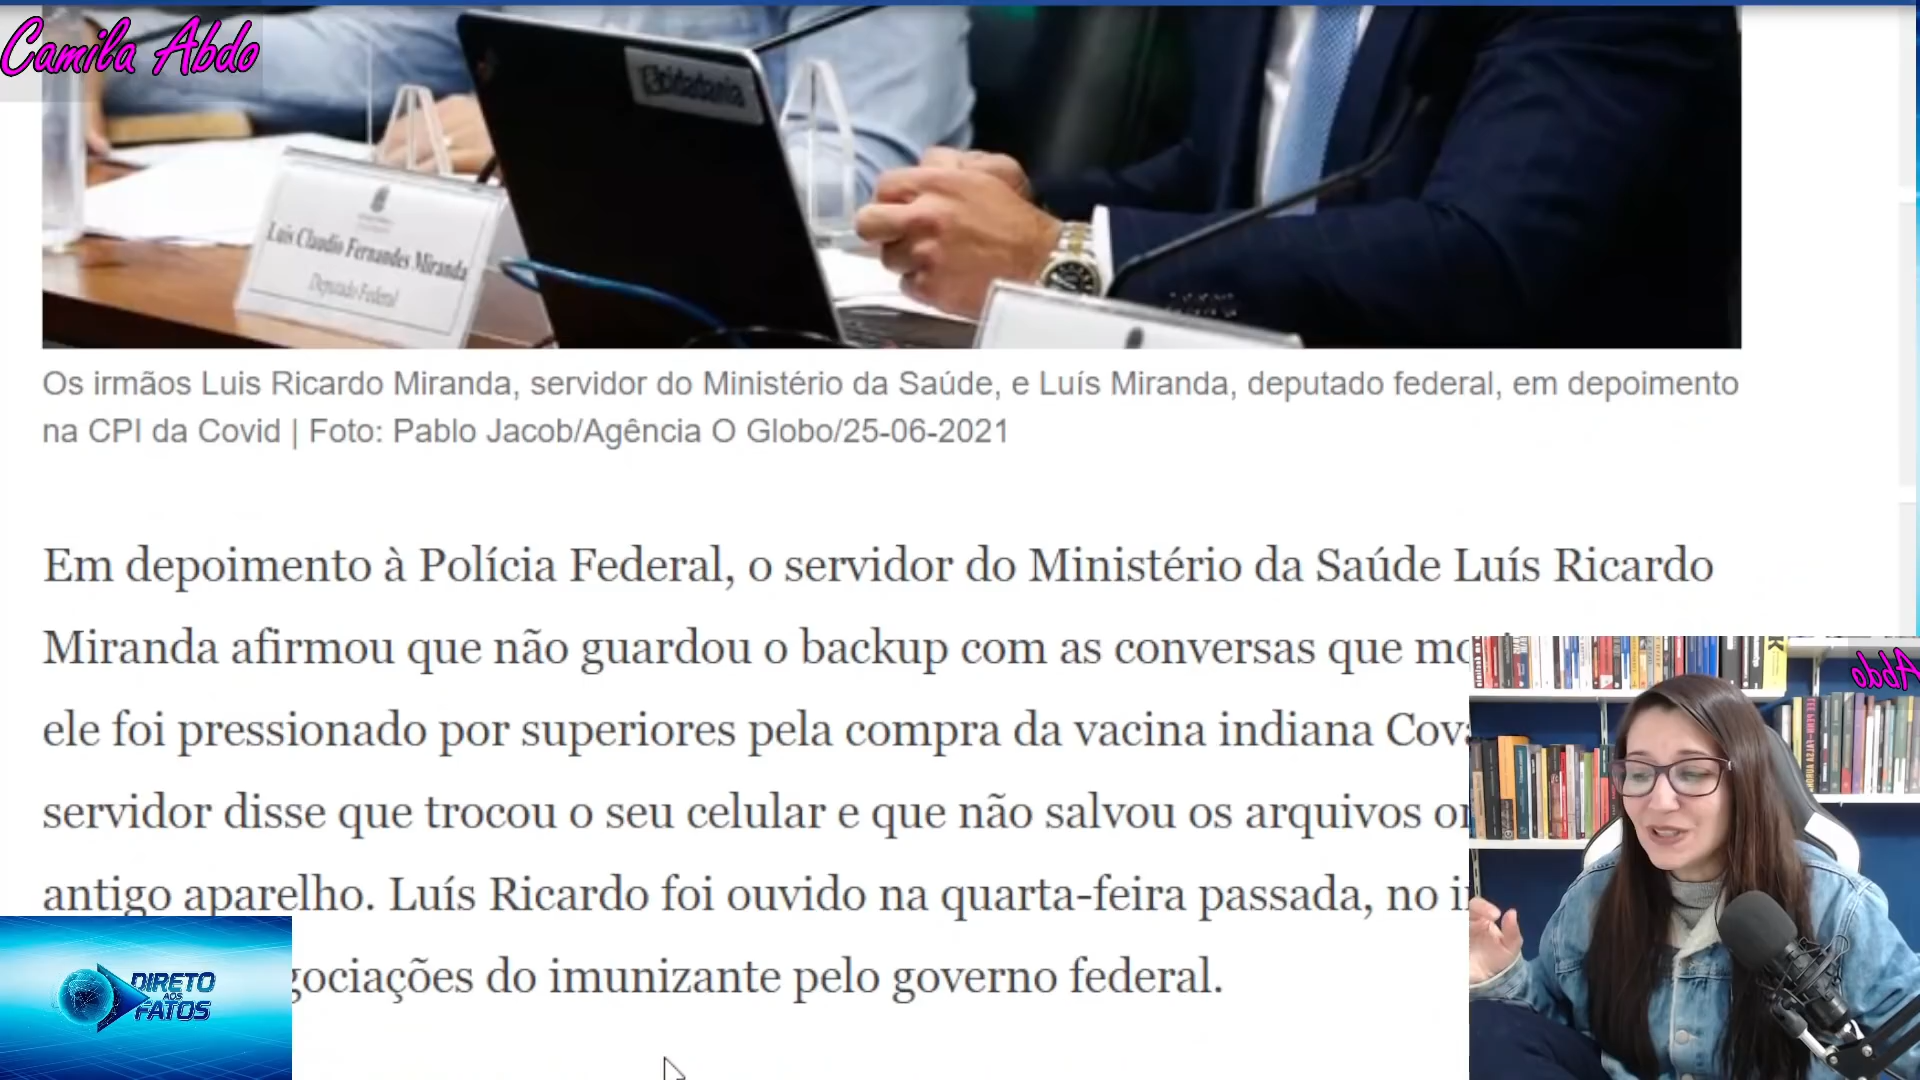 Camila Abdo
cidadania
Luis Claudio Fernandes Miranda
Deputado Federal
Os irmãos Luis Ricardo Miranda, servidor do Ministério da Saúde, e Luís Miranda, deputado federal, em depoimento
na CPI da Covid | Foto: Pablo Jacob/Agência O Globo/25-06-2021
Em depoimento à Polícia Federal, o servidor do Ministério da Saúde Luís Ricardo
Miranda afirmou que não guardou o backup com as conversas que
ele foi pressionado por superiores pela compra da vacina indiana
servidor disse que trocou o seu celular e que não salvou os arquivos
antigo aparelho. Luís Ricardo foi ouvido na quarta-feira passada, no
gociações do imunizante pelo governo federal.
Abdo
DIRETO
AOS
FATOS